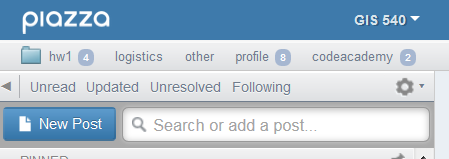 piazza GIS 540
hw1 4 logistics other profile 8 codeacademy 2
Unread Updated Unresolved Following
New Post Search or add a post...
PINNED